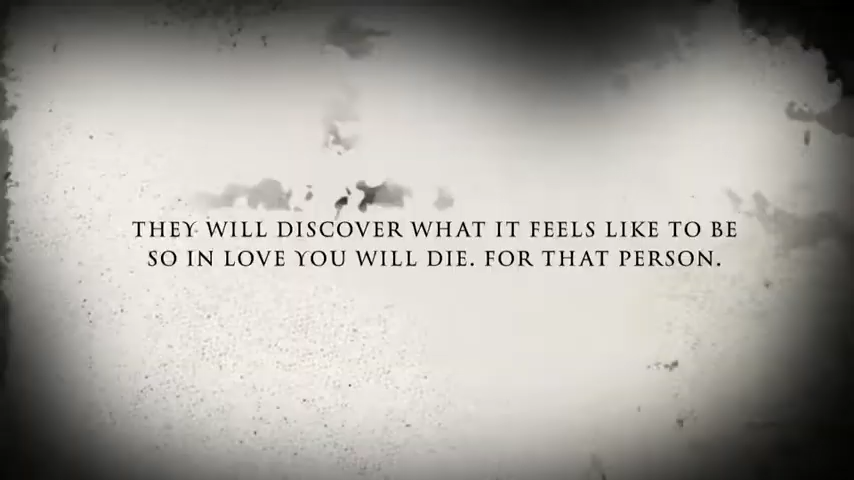 THEY WILL DISCOVER WHAT IT FEELS LIKE TO BE
SO IN LOVE YOU WILL DIE. FOR THAT PERSON.